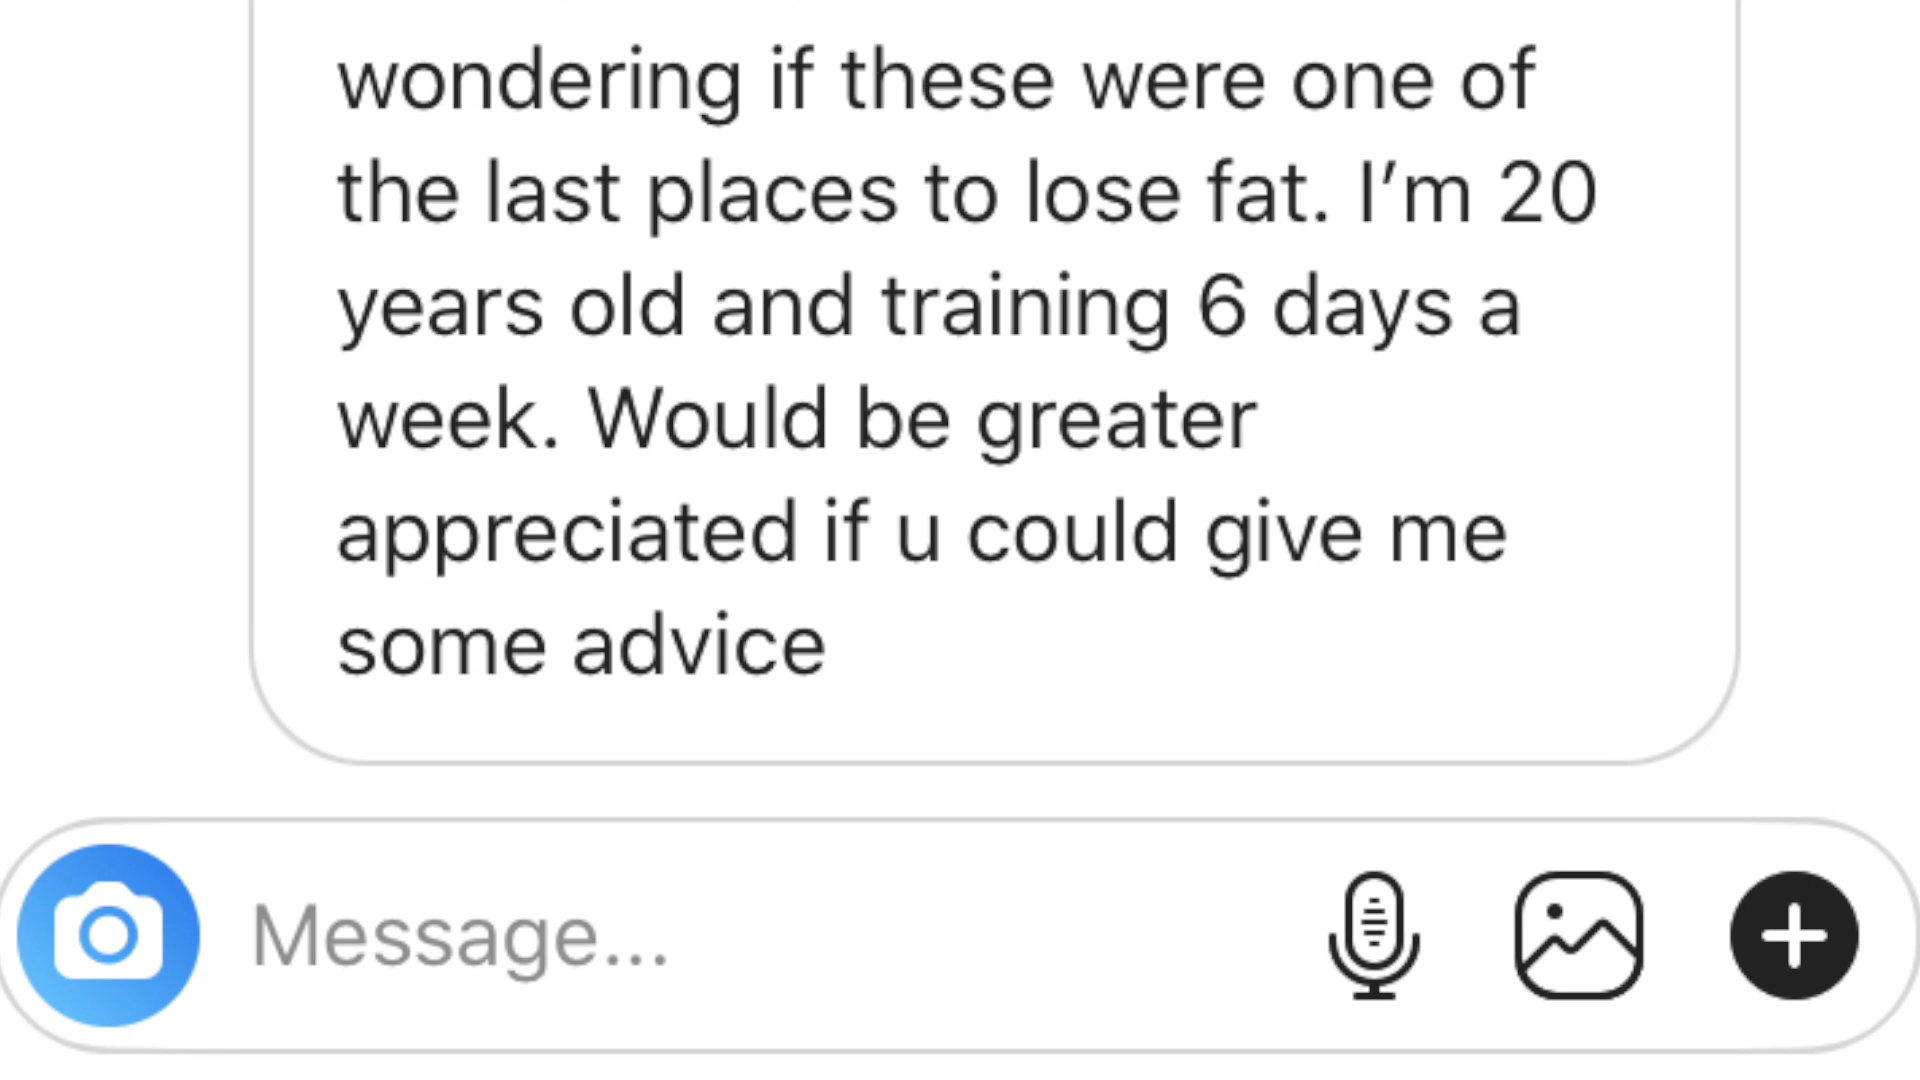 wondering if these were one of
the last places to lose fat. I’m 20
years old and training 6 days a
week. Would be greater
appreciated if u could give me
some advice
Message...